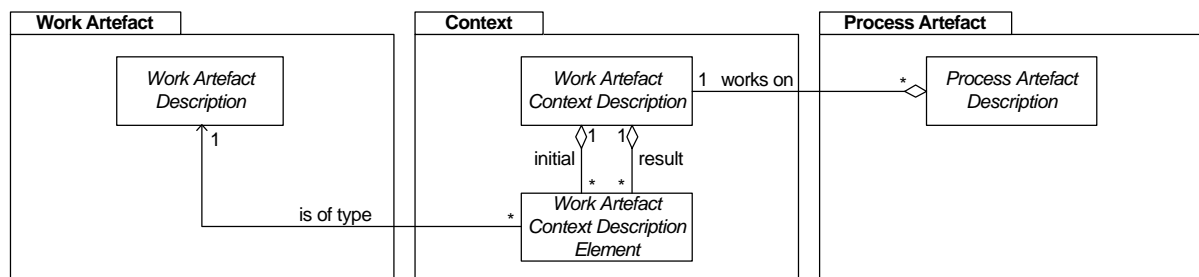 Work Artefact
Context
Process Artefact
Work Artefact
Description
Work Artefact
Context Description
1 works on
*
Process Artefact
Description
1
1
1
initial
result
*
*
is of type
*
Work Artefact
Context Description
Element